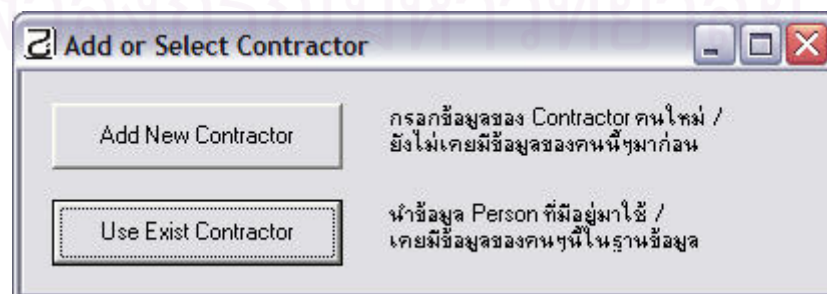 Add or Select Contractor
Add New Contractor
กรอกข้อมูลของ Contractor คนใหม่ /
ยังไม่เคยมีข้อมูลของคนนี้ๆมาก่อน
Use Exist Contractor
นำข้อมูล Person ที่มีอยู่มาใช้ /
เคยมีข้อมูลของคนๆนี้ในฐานข้อมูล